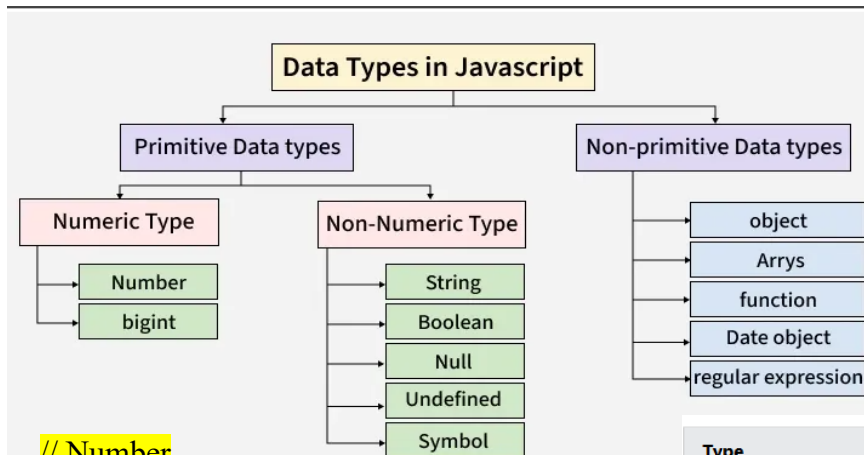 Data Types in Javascript
Primitive Data types
Non-primitive Data types
Numeric Type
Non-Numeric Type
Number
bigint
String
Boolean
Null
Undefined
Symbol
object
Arrys
function
Date object
regular expression
// Number
Type